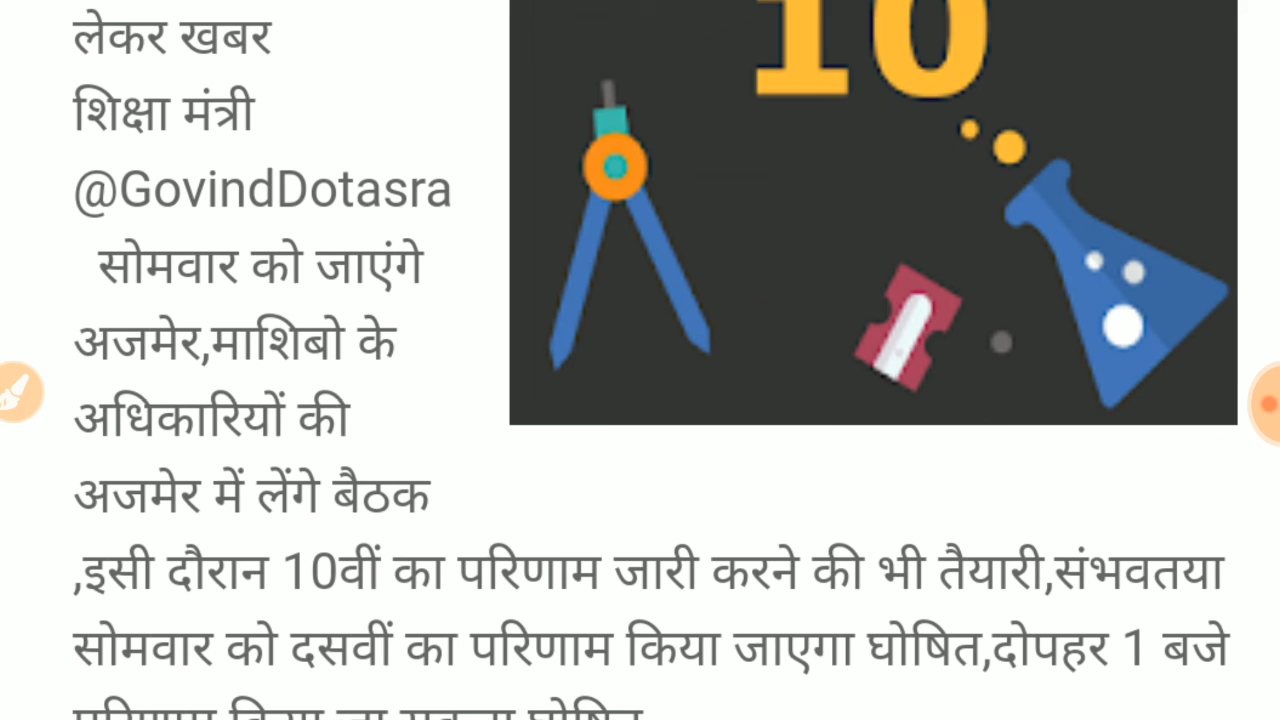 लेकर खबर
10
शिक्षा मंत्री
@GovindDotasra
सोमवार को जाएंगे
अजमेर,माशिबो के
अधिकारियों की
अजमेर में लेंगे बैठक
,इसी दौरान 10वीं का परिणाम जारी करने की भी तैयारी,संभवतया
सोमवार को दसवीं का परिणाम किया जाएगा घोषित,दोपहर 1 बजे